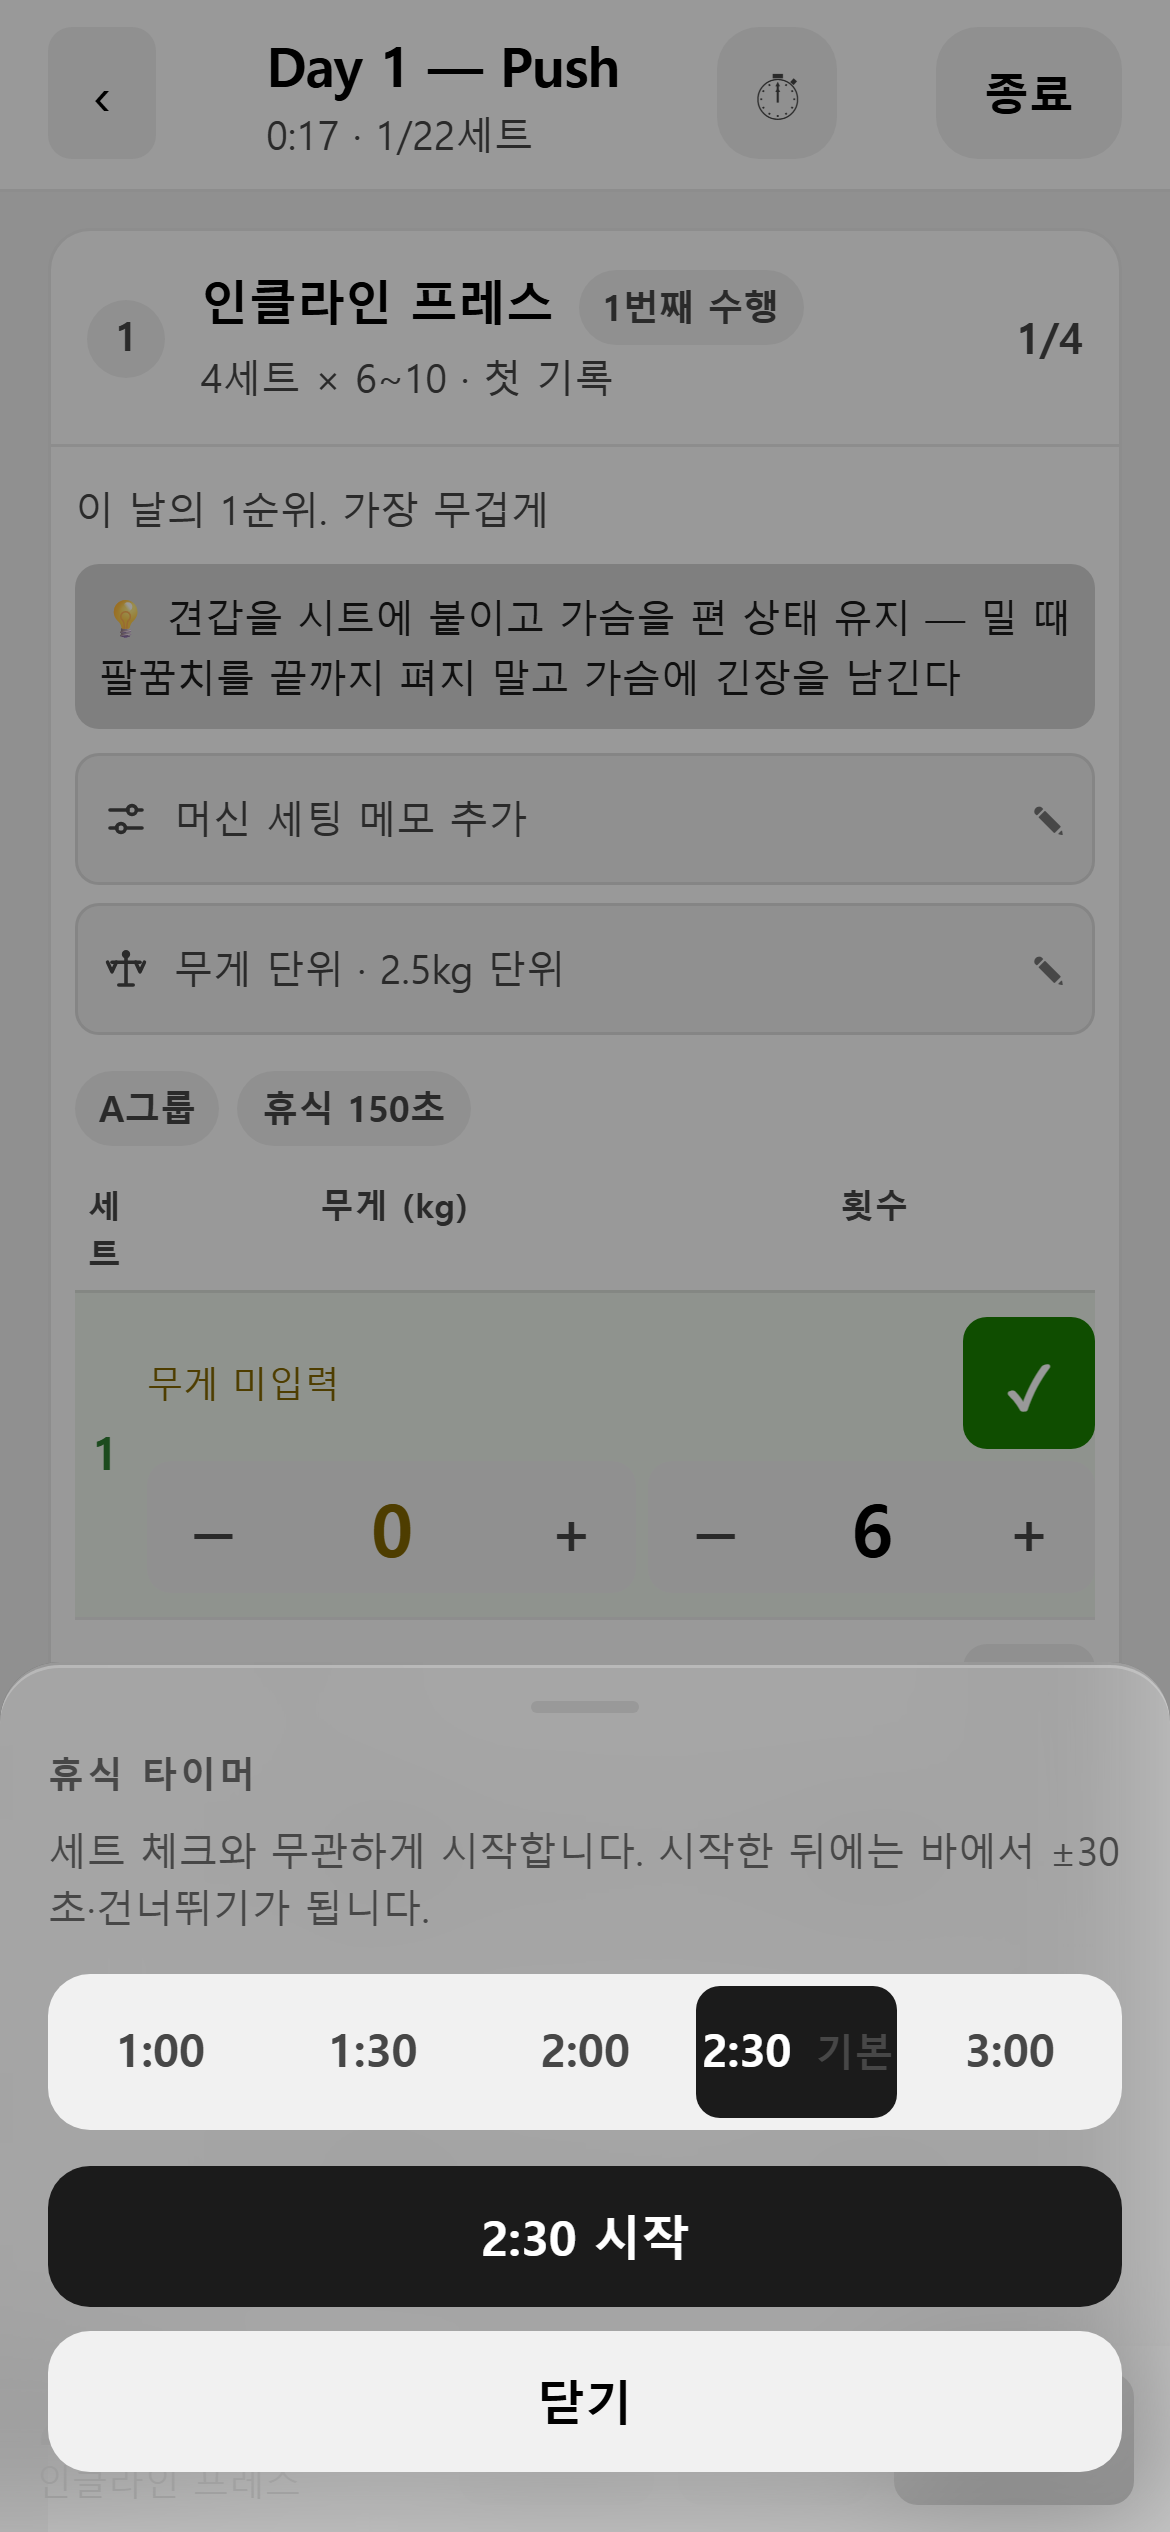 ‹
Day 1 — Push
0:17 · 1/22세트
종료
1
인클라인 프레스
1번째 수행
4세트 × 6~10 · 첫 기록
1/4
이 날의 1순위. 가장 무겁게
💡 견갑을 시트에 붙이고 가슴을 편 상태 유지 — 밀 때
팔꿈치를 끝까지 펴지 말고 가슴에 긴장을 남긴다
머신 세팅 메모 추가
무게 단위 · 2.5kg 단위
A그룹
휴식 150초
세
트
무게 (kg)
횟수
무게 미입력
✓
1
— 0 +
— 6 +
휴식 타이머
세트 체크와 무관하게 시작합니다. 시작한 뒤에는 바에서 ±30
초·건너뛰기가 됩니다.
1:00
1:30
2:00
2:30 기본
3:00
2:30 시작
닫기
인클라인 프레스